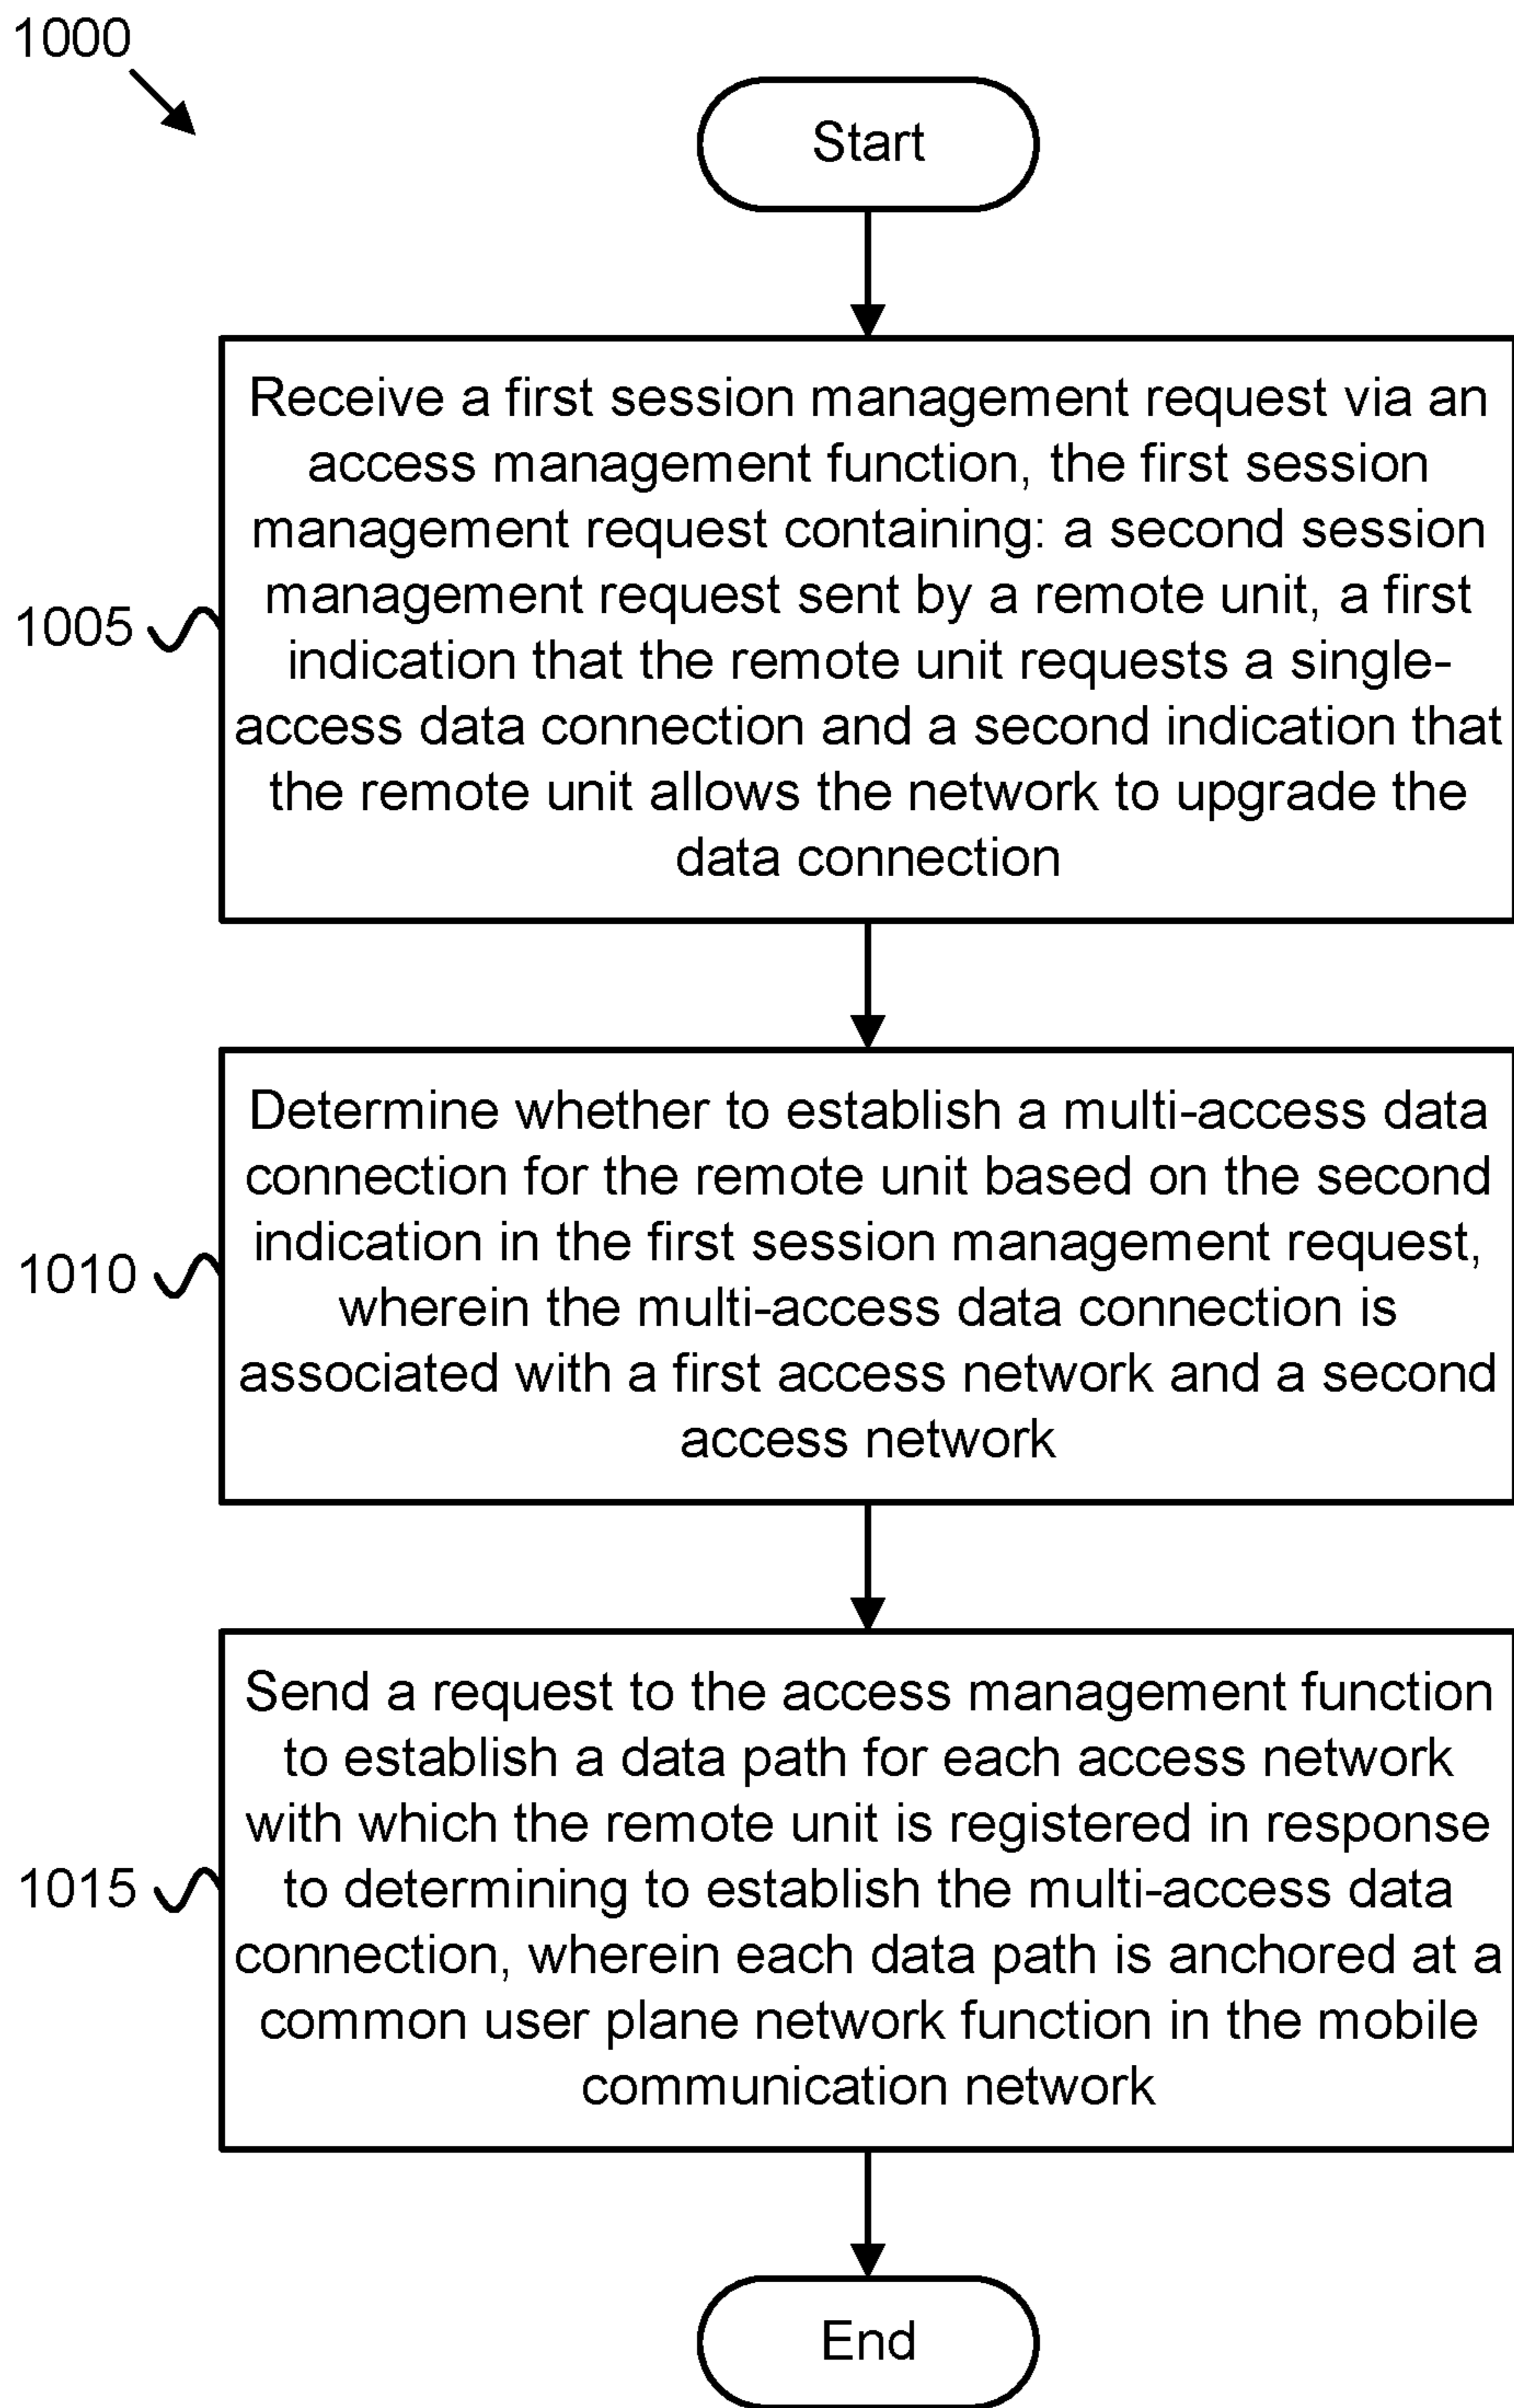 1000
Start
Receive a first session management request via an
access management function, the first session
management request containing: a second session
management request sent by a remote unit, a first
indication that the remote unit requests a single-
access data connection and a second indication that
the remote unit allows the network to upgrade the
data connection
1005
Determine whether to establish a multi-access data
connection for the remote unit based on the second
indication in the first session management request,
wherein the multi-access data connection is
associated with a first access network and a second
access network
1010
Send a request to the access management function
to establish a data path for each access network
with which the remote unit is registered in response
to determining to establish the multi-access data
connection, wherein each data path is anchored at a
common user plane network function in the mobile
communication network
1015
End